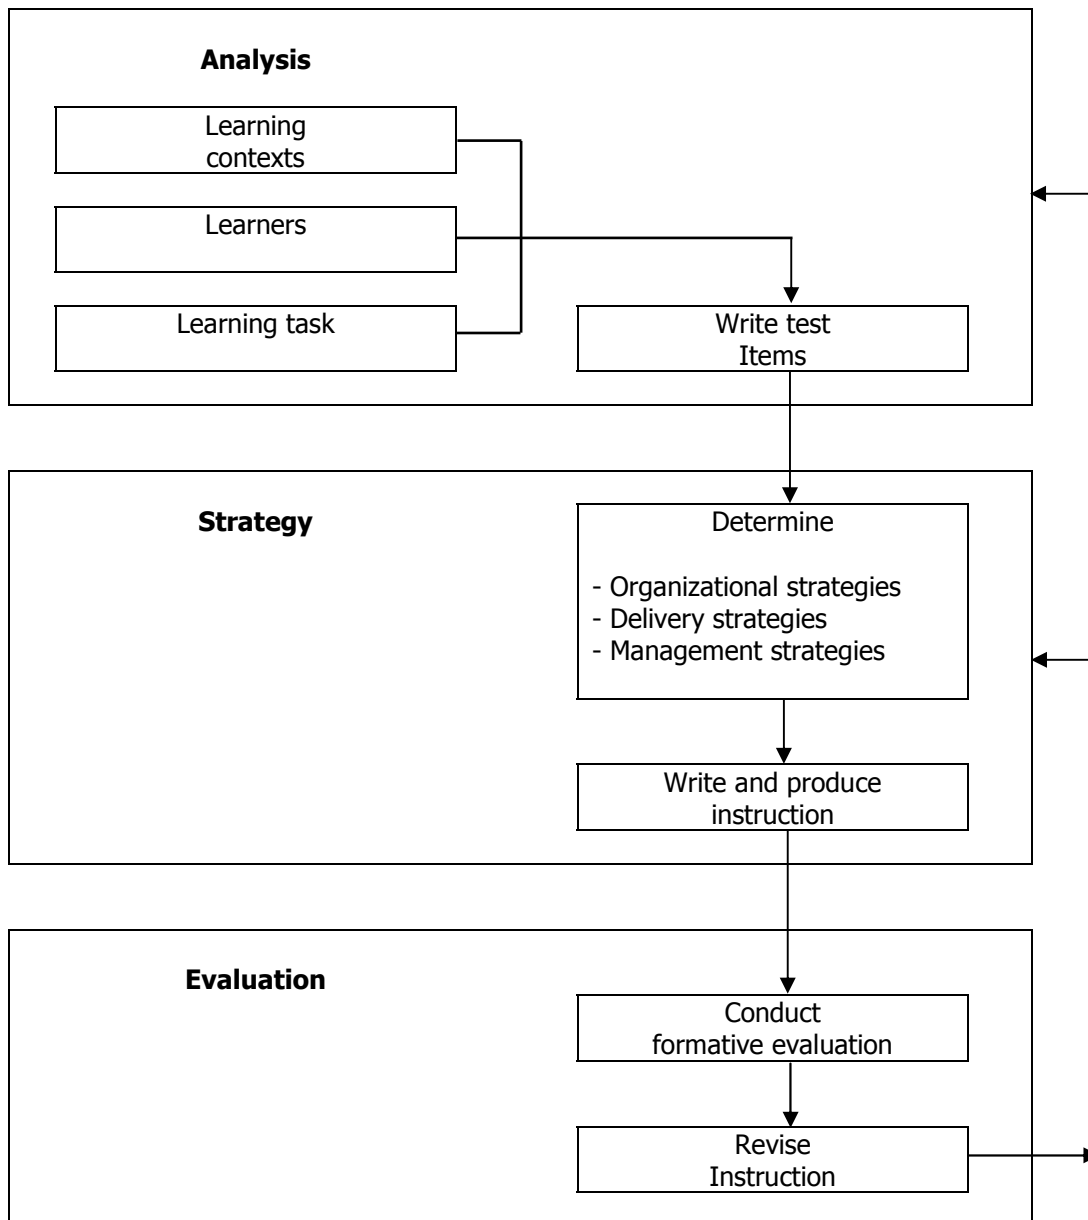 Analysis
Learning
contexts
Learners
Learning task
Write test
Items
Strategy
Determine
- Organizational strategies
- Delivery strategies
- Management strategies
Write and produce
instruction
Evaluation
Conduct
formative evaluation
Revise
Instruction